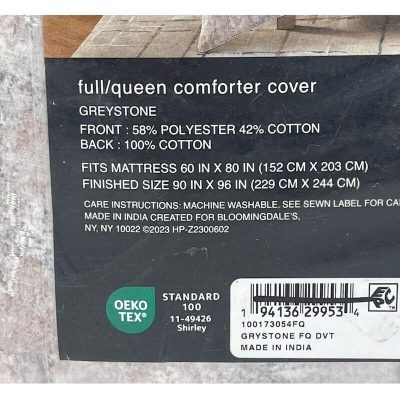 full/queen comforter cover
GREYSTONE
FRONT : 58% POLYESTER 42% COTTON
BACK : 100% COTTON
FITS MATTRESS 60 IN X 80 IN (152 CM X 203 CM)
FINISHED SIZE 90 IN X 96 IN (229 CM X 244 CM)
CARE INSTRUCTIONS: MACHINE WASHABLE. SEE SEWN LABEL FOR CA
MADE IN INDIA CREATED FOR BLOOMINGDALE'S,
NY, NY 10022 ©2023 HP-Z2300602
OEKO
TEX®
STANDARD
100
11-49426
Shirley
1 94136 29953 4
100173054FQ
GRYSTONE FQ DVT
MADE IN INDIA